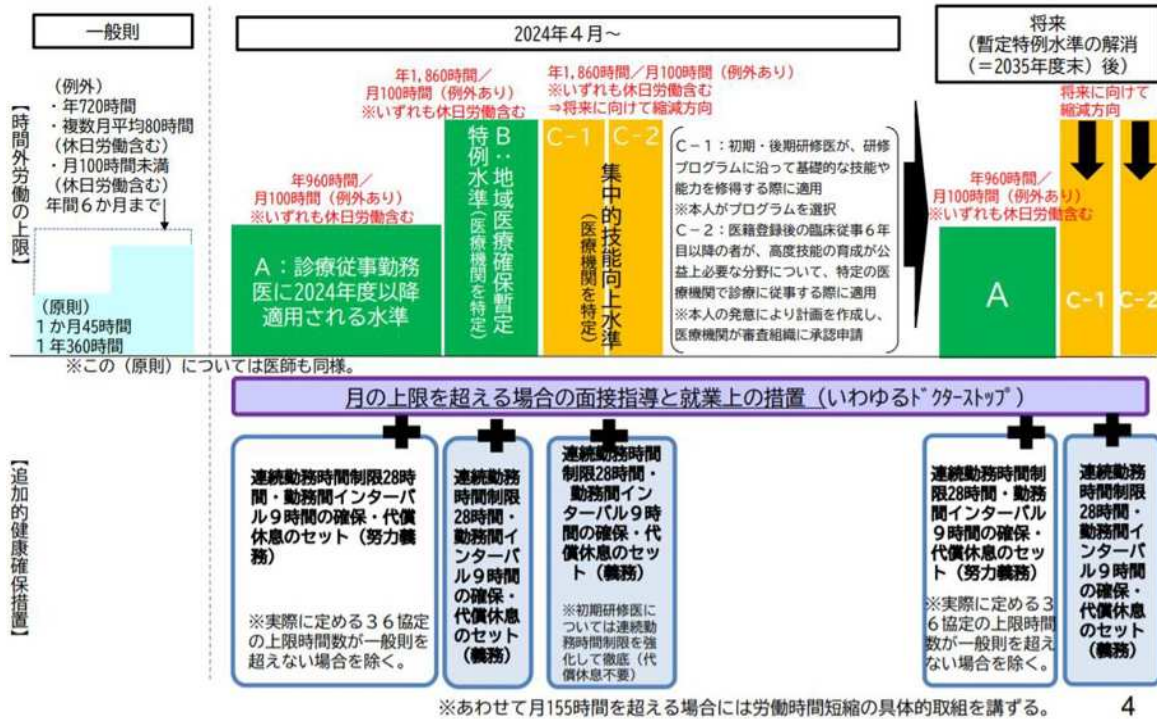 一般則
2024年4月~
将来
(暫定特例水準の解消
(=2035年度末)後)
【時間外労働の上限】
(例外)
・年720時間
・複数月平均80時間
(休日労働含む)
・月100時間未満
(休日労働含む)
年間6か月まで
(原則)
1か月45時間
1年360時間
※この(原則)については医師も同様。
年960時間/
月100時間(例外あり)
※いずれも休日労働含む
A:診療従事勤務
医に2024年度以降
適用される水準
年1,860時間/
月100時間(例外あり)
※いずれも休日労働含む
B:地域医療確保暫定
特例水準(医療機関を特定)
年1,860時間/月100時間(例外あり)
※いずれも休日労働含む
⇒将来に向けて縮減方向
C-1
C-2
集中的技能向上水準
(医療機関を特定)
C-1:初期・後期研修医が、研修
プログラムに沿って基礎的な技能や
能力を修得する際に適用
※本人がプログラムを選択
C-2:医籍登録後の臨床従事6年
目以降の者が、高度技能の育成が公
益上必要な分野について、特定の医
療機関で診療に従事する際に適用
※本人の発意により計画を作成し、
医療機関が審査組織に承認申請
年960時間/
月100時間(例外あり)
※いずれも休日労働含む
A
将来に向けて
縮減方向
C-1
C-2
月の上限を超える場合の面接指導と就業上の措置(いわゆるドクターストップ)
【追加的健康確保措置】
連続勤務時間制限28時
間・勤務間インター
バル9時間の確保・代償
休息のセット(努力義
務)
※実際に定める36協定
の上限時間数が一般則を
超えない場合を除く。
連続勤務
時間制限
28時間・
勤務間イ
ンターバ
ル9時間
の確保・
代償休息
のセット
(義務)
連続勤務時間
制限28時間・
勤務間イン
ターバル9時
間の確保・代
償休息のセッ
ト(義務)
※初期研修医に
ついては連続勤
務時間制限を強
化して徹底(代
償休息不要)
連続勤務時間制
限28時間・勤務
間インターバル
9時間の確保・
代償休息のセッ
ト(努力義務)
※実際に定める3
6協定の上限時間
数が一般則を超え
ない場合を除く。
連続勤務
時間制限
28時間・
勤務間イ
ンターバ
ル9時間
の確保・
代償休息
のセット
(義務)
※あわせて月155時間を超える場合には労働時間短縮の具体的取組を講ずる。
4